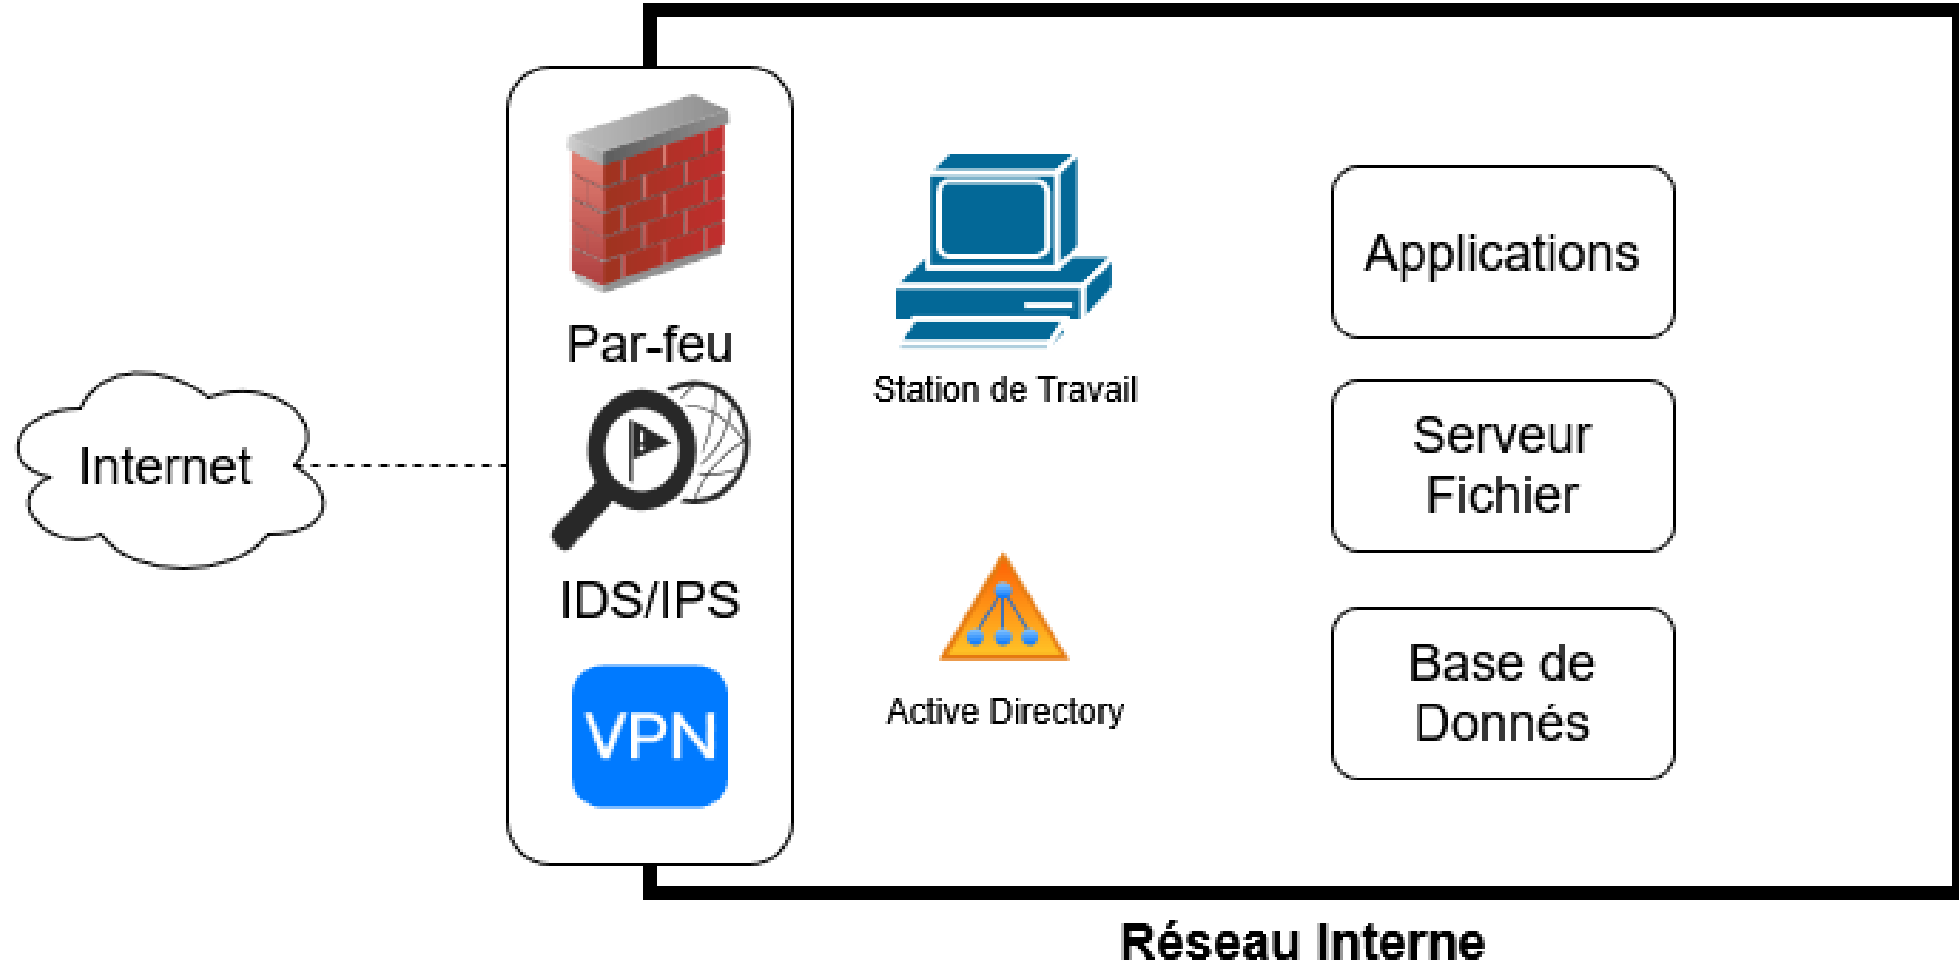 Internet
Par-feu
IDS/IPS
VPN
Station de Travail
Active Directory
Applications
Serveur
Fichier
Base de
Donnés
Réseau Interne